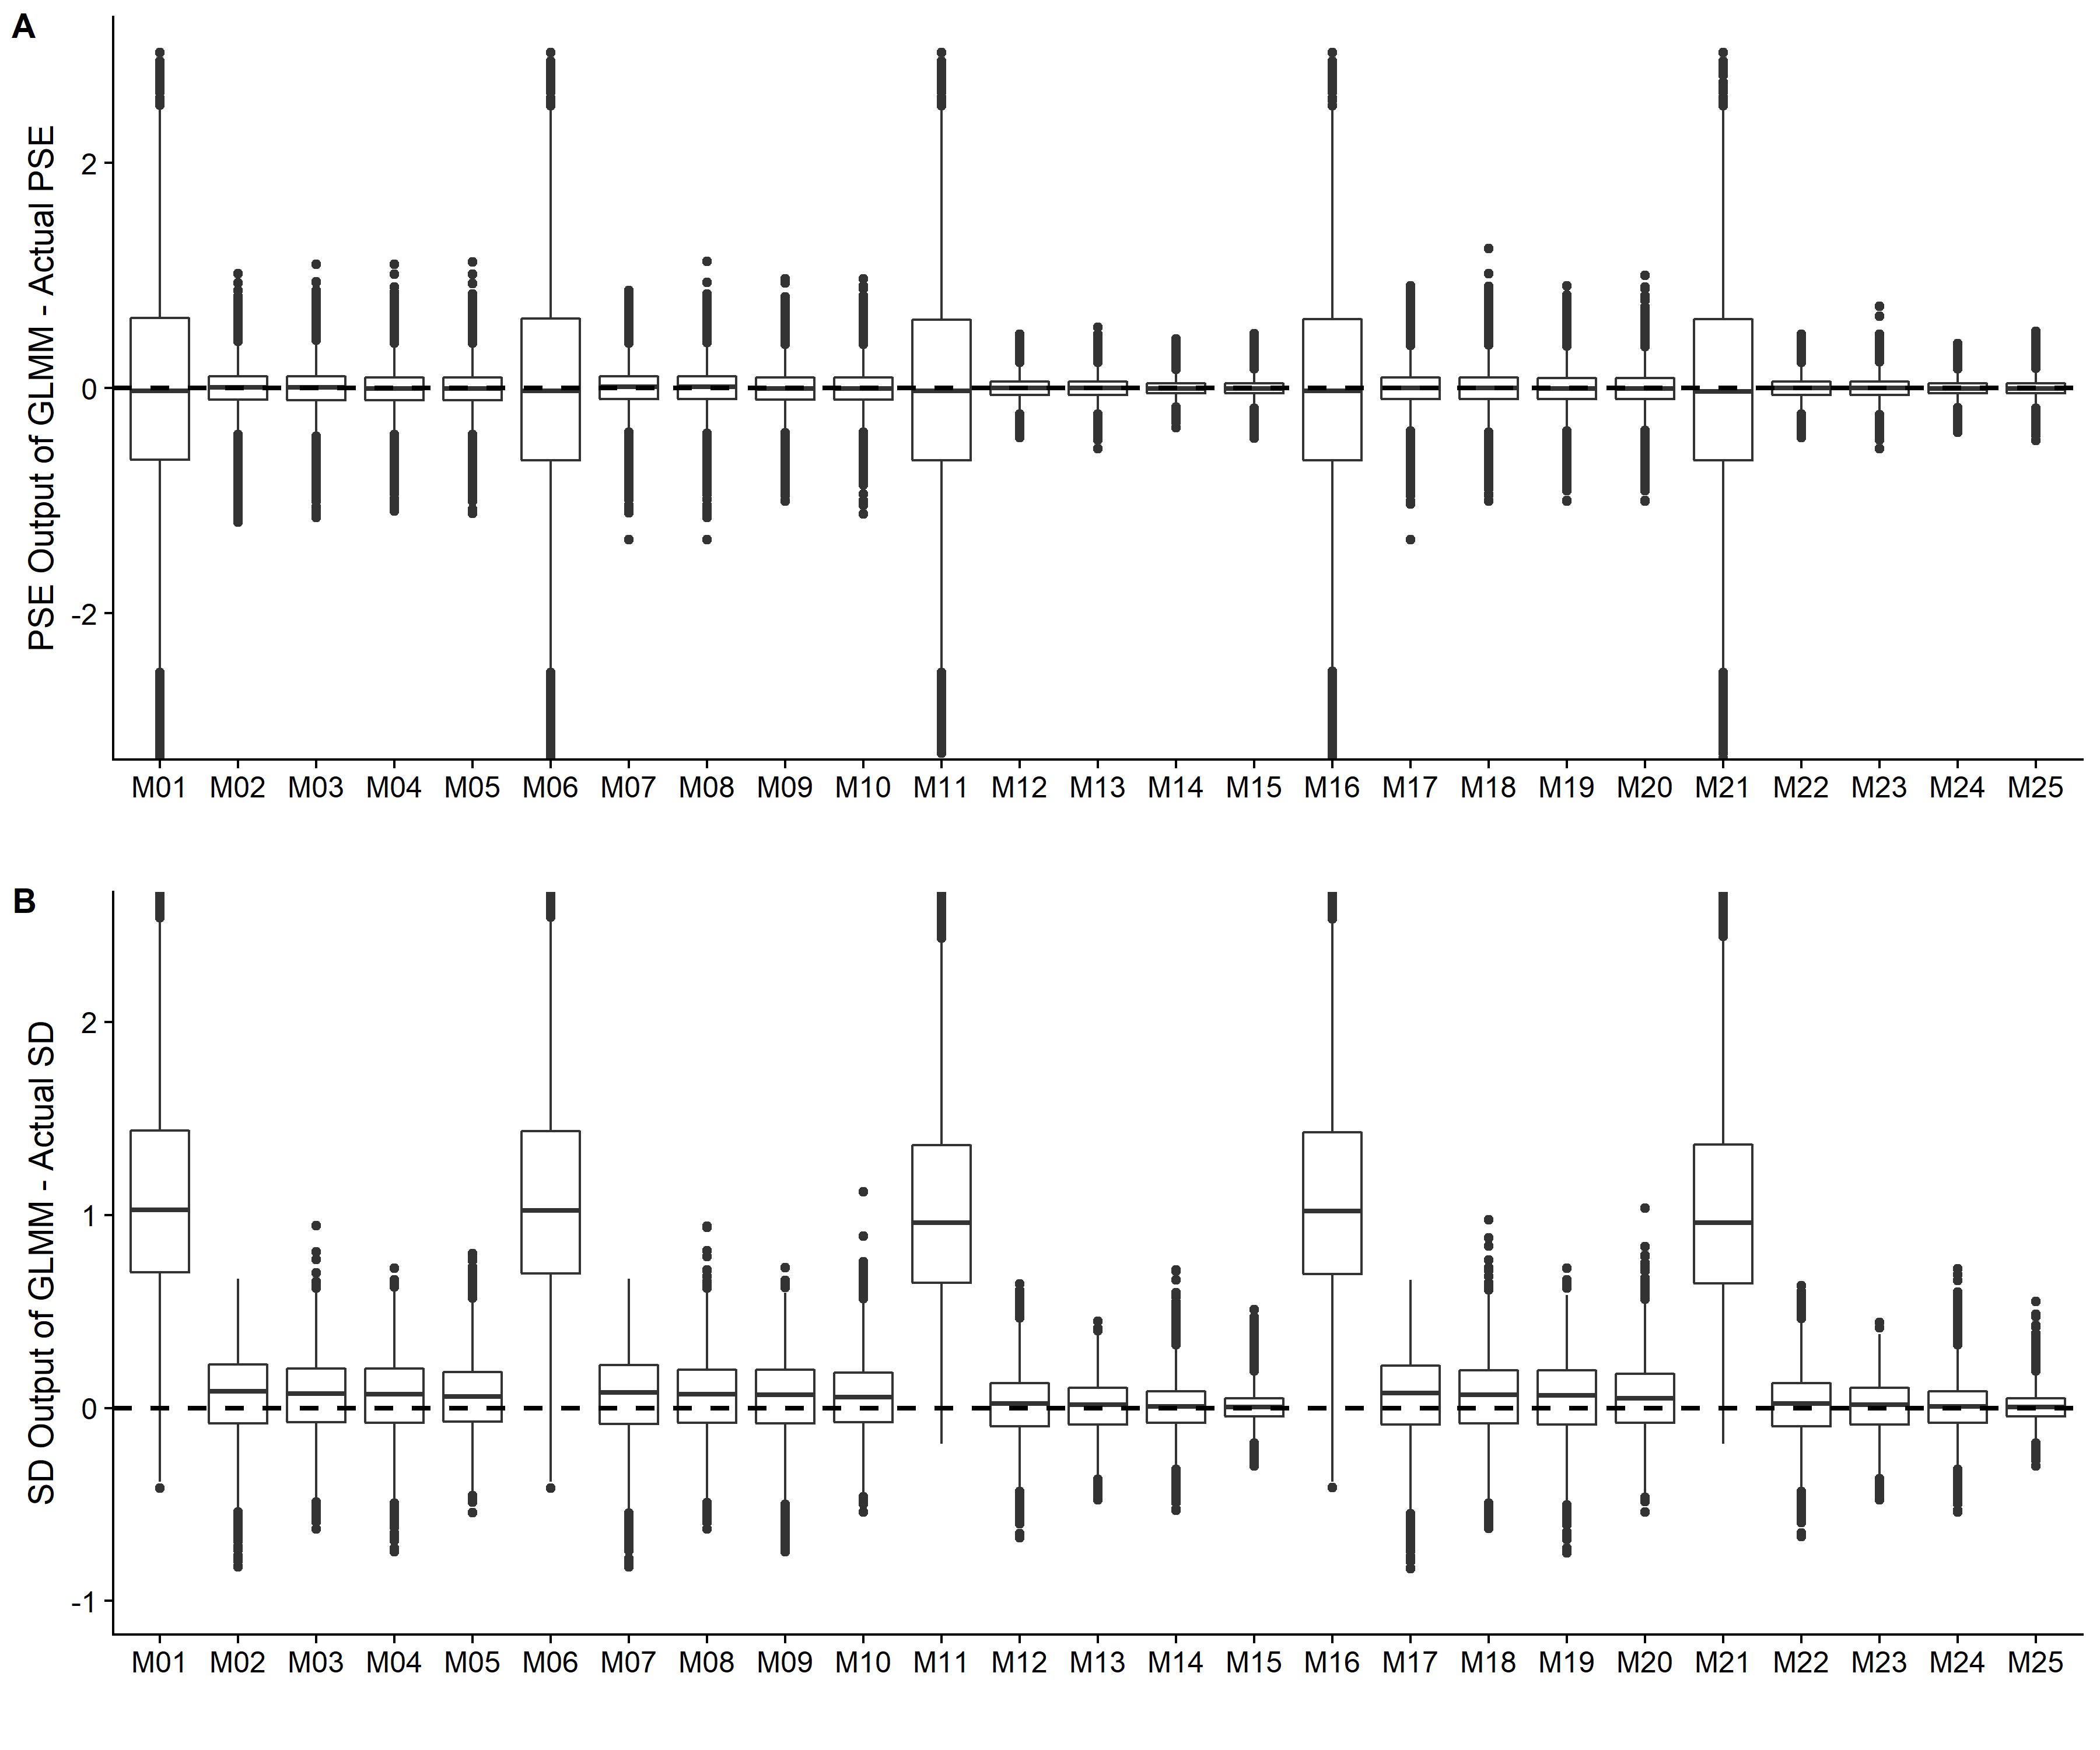 A
PSE Output of GLMM - Actual PSE
2
0
-2
M01 M02 M03 M04 M05 M06 M07 M08 M09 M10 M11 M12 M13 M14 M15 M16 M17 M18 M19 M20 M21 M22 M23 M24 M25
B
SD Output of GLMM - Actual SD
2
1
0
-1
M01 M02 M03 M04 M05 M06 M07 M08 M09 M10 M11 M12 M13 M14 M15 M16 M17 M18 M19 M20 M21 M22 M23 M24 M25